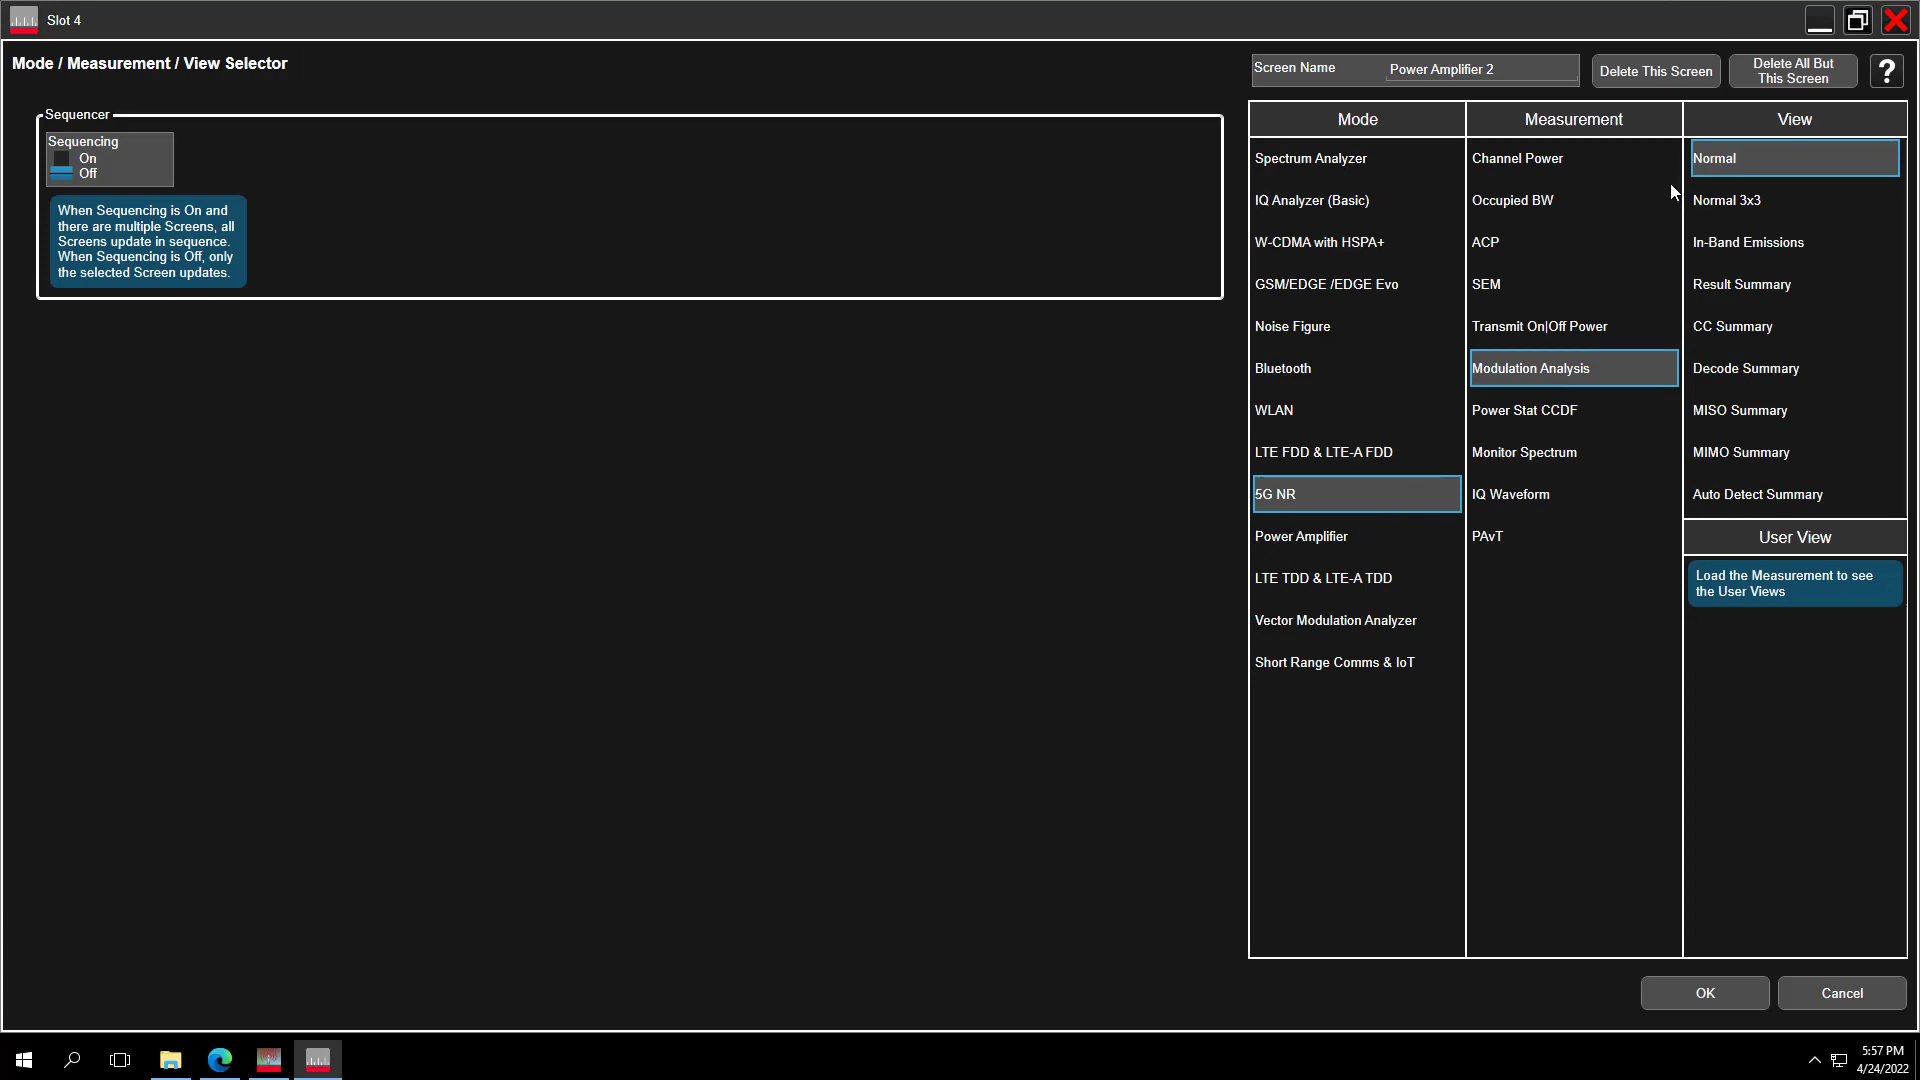 Slot 4
Mode / Measurement / View Selector
Screen Name
Power Amplifier 2
Delete This Screen
Delete All But
This Screen
?
Sequencer
Sequencing
On
Off
When Sequencing is On and
there are multiple Screens, all
Screens update in sequence.
When Sequencing is Off, only
the selected Screen updates.
Mode
Spectrum Analyzer
IQ Analyzer (Basic)
W-CDMA with HSPA+
GSM/EDGE /EDGE Evo
Noise Figure
Bluetooth
WLAN
LTE FDD & LTE-A FDD
5G NR
Power Amplifier
LTE TDD & LTE-A TDD
Vector Modulation Analyzer
Short Range Comms & IoT
Measurement
Channel Power
Occupied BW
ACP
SEM
Transmit On|Off Power
Modulation Analysis
Power Stat CCDF
Monitor Spectrum
IQ Waveform
PAvT
View
Normal
Normal 3x3
In-Band Emissions
Result Summary
CC Summary
Decode Summary
MISO Summary
MIMO Summary
Auto Detect Summary
User View
Load the Measurement to see
the User Views
OK
Cancel
5:57 PM
4/24/2022